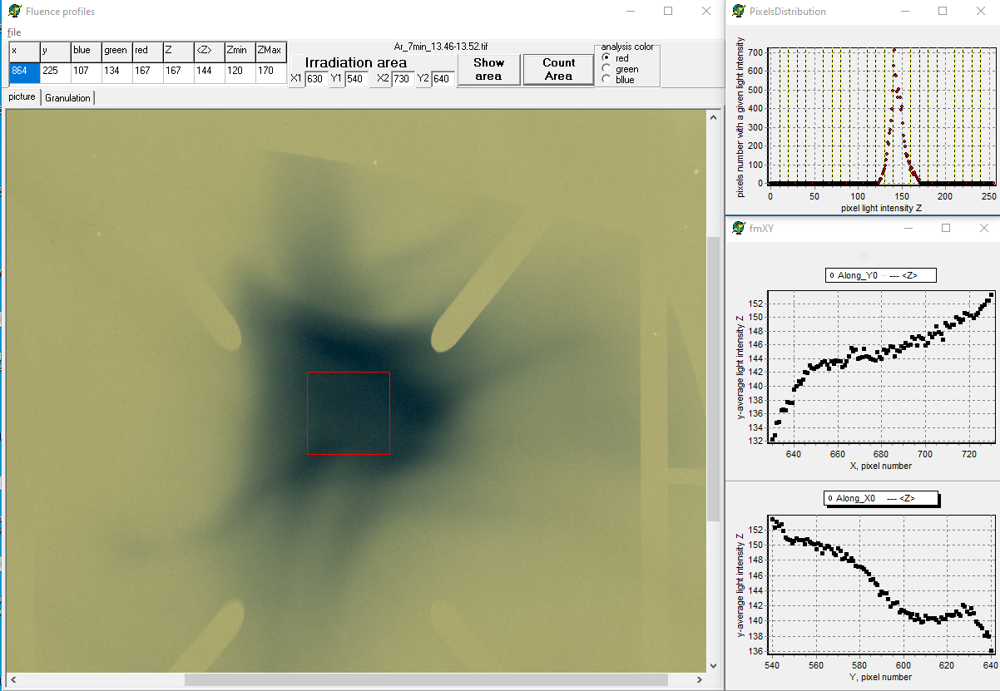 Fluence profiles
file
x y blue green red Z <Z> Zmin ZMax
864 225 107 134 167 167 144 120 170
Ar_7min_13.46-13.52.tif
Irradiation area
X1 630 Y1 540 X2 730 Y2 640
Show area
Count Area
analysis color
red
green
bllue
picture Granulation
PixelsDistribution
pixels number with a given light intensity
700
600
500
400
300
200
100
0
0 50 100 150 200 250
pixel light intensity Z
fmXY
Along_Y0 --- <Z>
y-average light intensity Z
152
150
148
146
144
142
140
138
136
134
132
640 660 680 700 720
X, pixel number
Along_X0 --- <Z>
y-average light intensity Z
152
150
148
146
144
142
140
138
136
540 560 580 600 620 640
Y, pixel number